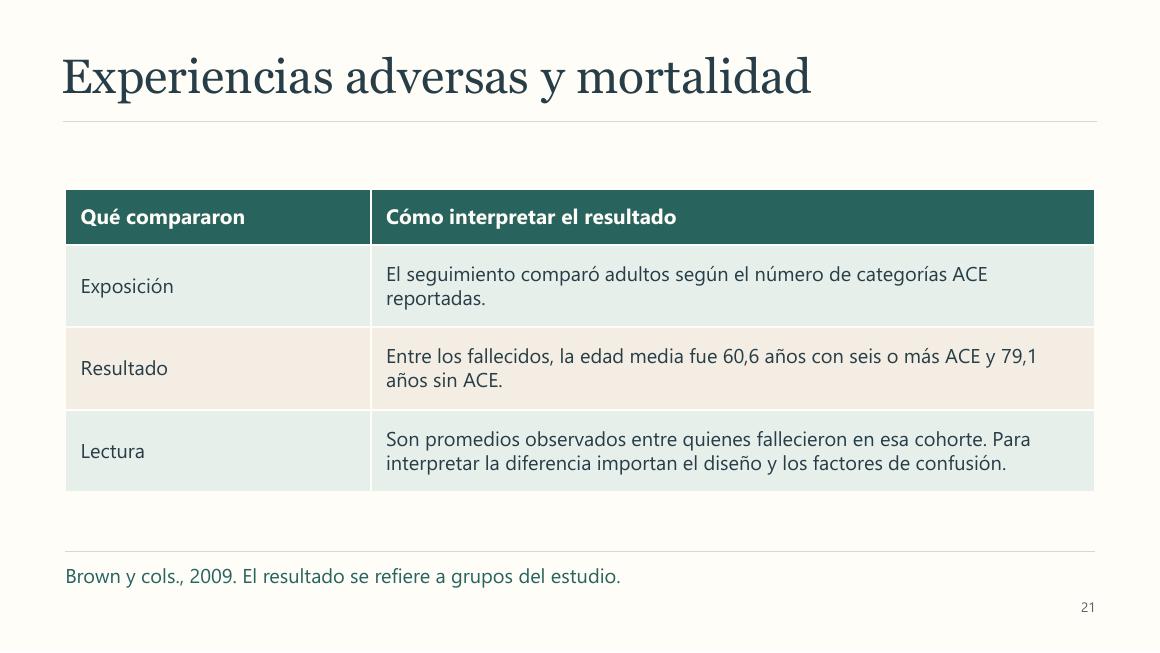 Experiencias adversas y mortalidad
Qué compararon
Cómo interpretar el resultado
Exposición
El seguimiento comparó adultos según el número de categorías ACE
reportadas.
Resultado
Entre los fallecidos, la edad media fue 60,6 años con seis o más ACE y 79,1
años sin ACE.
Lectura
Son promedios observados entre quienes fallecieron en esa cohorte. Para
interpretar la diferencia importan el diseño y los factores de confusión.
Brown y cols., 2009. El resultado se refiere a grupos del estudio.
21